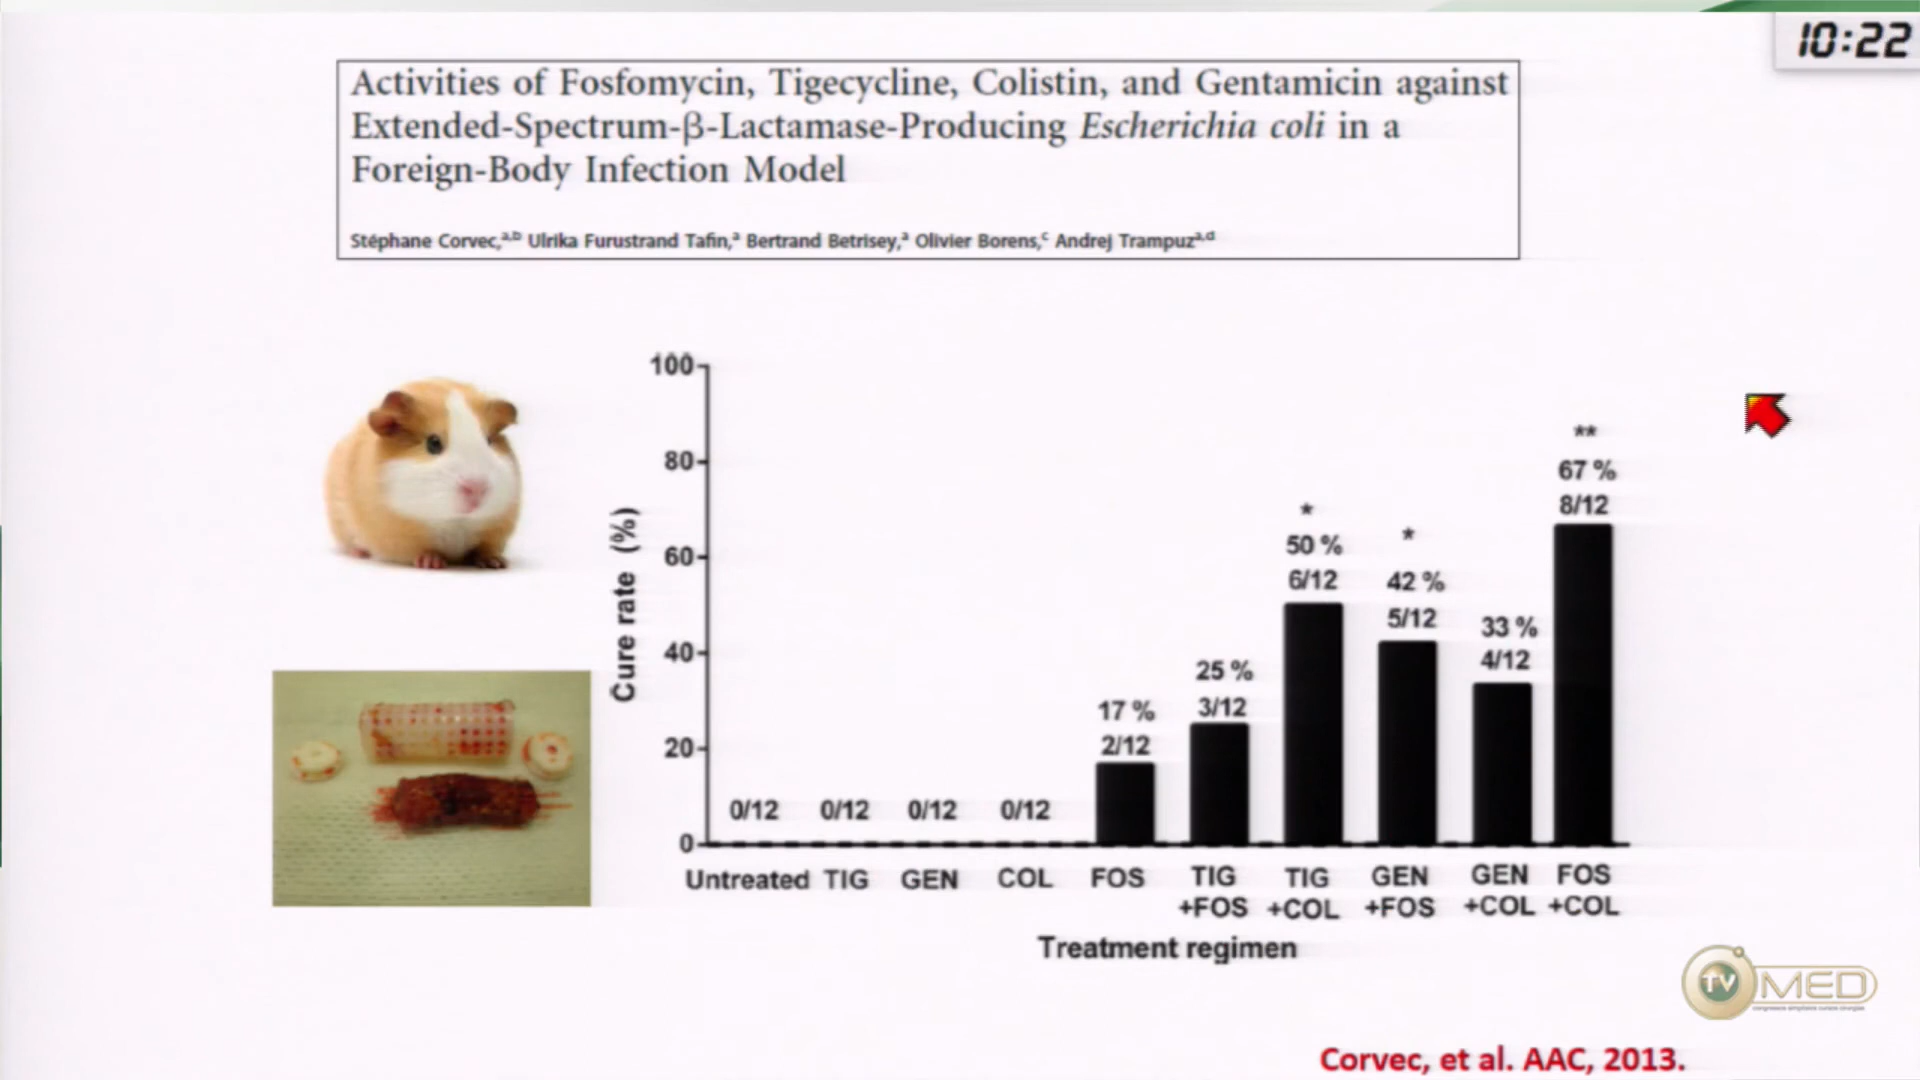 10:22
Activities of Fosfomycin, Tigecycline, Colistin, and Gentamicin against
Extended-Spectrum-β-Lactamase-Producing Escherichia coli in a
Foreign-Body Infection Model
Stéphane Corvec,a,b Ulrika Furustrand Tafin,a Bertrand Betrisey,a Olivier Borens,c Andrej Trampuza,d
Cure rate (%)
100
80
60
40
20
0
0/12 0/12 0/12 0/12
17 %
2/12
25 %
3/12
*
50 %
6/12
*
42 %
5/12
33 %
4/12
**
67 %
8/12
Untreated TIG GEN COL FOS TIG TIG GEN GEN FOS
+FOS +COL +FOS +COL +COL
Treatment regimen
TV MED
Corvec, et al. AAC, 2013.